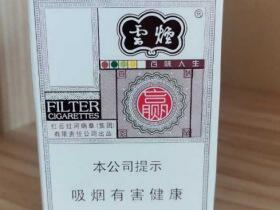 雲煙
®
百味人生
赢
FILTER
CIGARETTES
红云红河烟草(集团)
有限责任公司出品
本公司提示
吸烟有害健康